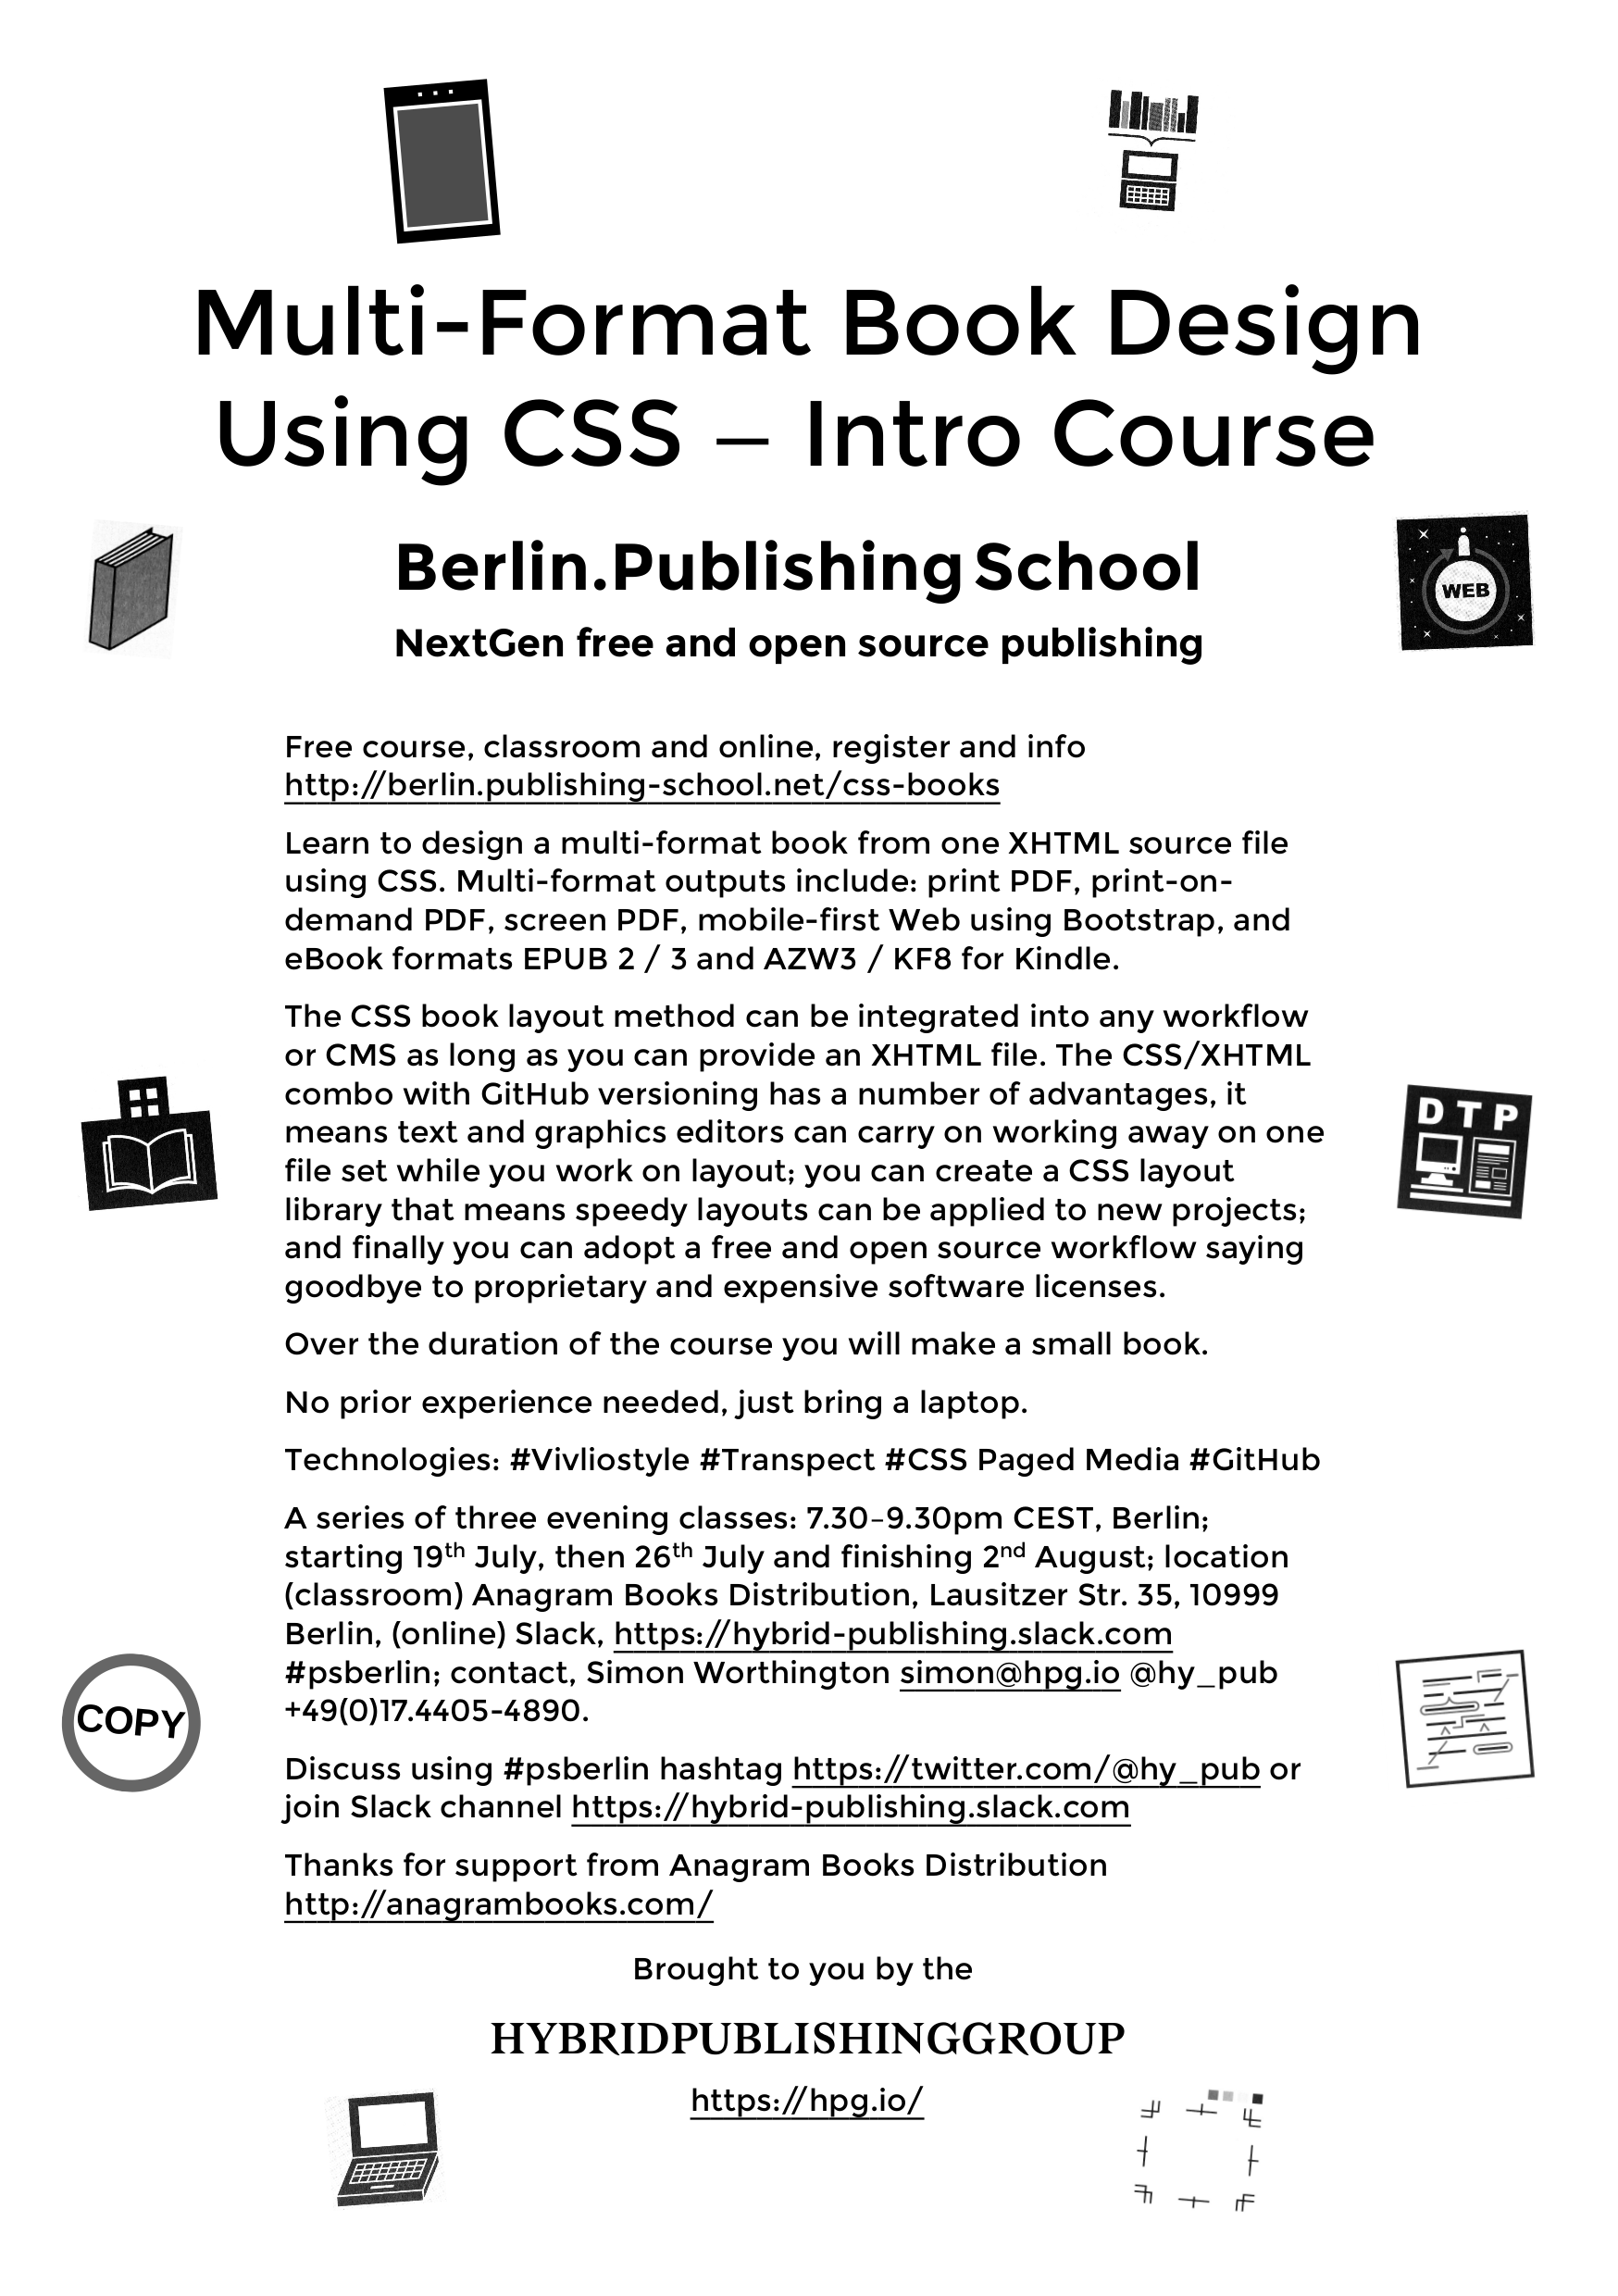 Multi-Format Book Design
Using CSS – Intro Course
Berlin.Publishing School
NextGen free and open source publishing
WEB
Free course, classroom and online, register and info
http://berlin.publishing-school.net/css-books
Learn to design a multi-format book from one XHTML source file
using CSS. Multi-format outputs include: print PDF, print-on-
demand PDF, screen PDF, mobile-first Web using Bootstrap, and
eBook formats EPUB 2 / 3 and AZW3 / KF8 for Kindle.
The CSS book layout method can be integrated into any workflow
or CMS as long as you can provide an XHTML file. The CSS/XHTML
combo with GitHub versioning has a number of advantages, it
means text and graphics editors can carry on working away on one
file set while you work on layout; you can create a CSS layout
library that means speedy layouts can be applied to new projects;
and finally you can adopt a free and open source workflow saying
goodbye to proprietary and expensive software licenses.
DTP
Over the duration of the course you will make a small book.
No prior experience needed, just bring a laptop.
Technologies: #Vivliostyle #Transpect #CSS Paged Media #GitHub
A series of three evening classes: 7.30–9.30pm CEST, Berlin;
starting 19th July, then 26th July and finishing 2nd August; location
(classroom) Anagram Books Distribution, Lausitzer Str. 35, 10999
Berlin, (online) Slack, https://hybrid-publishing.slack.com
#psberlin; contact, Simon Worthington simon@hpg.io @hy_pub
+49(0)17.4405-4890.
COPY
Discuss using #psberlin hashtag https://twitter.com/@hy_pub or
join Slack channel https://hybrid-publishing.slack.com
Thanks for support from Anagram Books Distribution
http://anagrambooks.com/
Brought to you by the
HYBRIDPUBLISHINGGROUP
https://hpg.io/